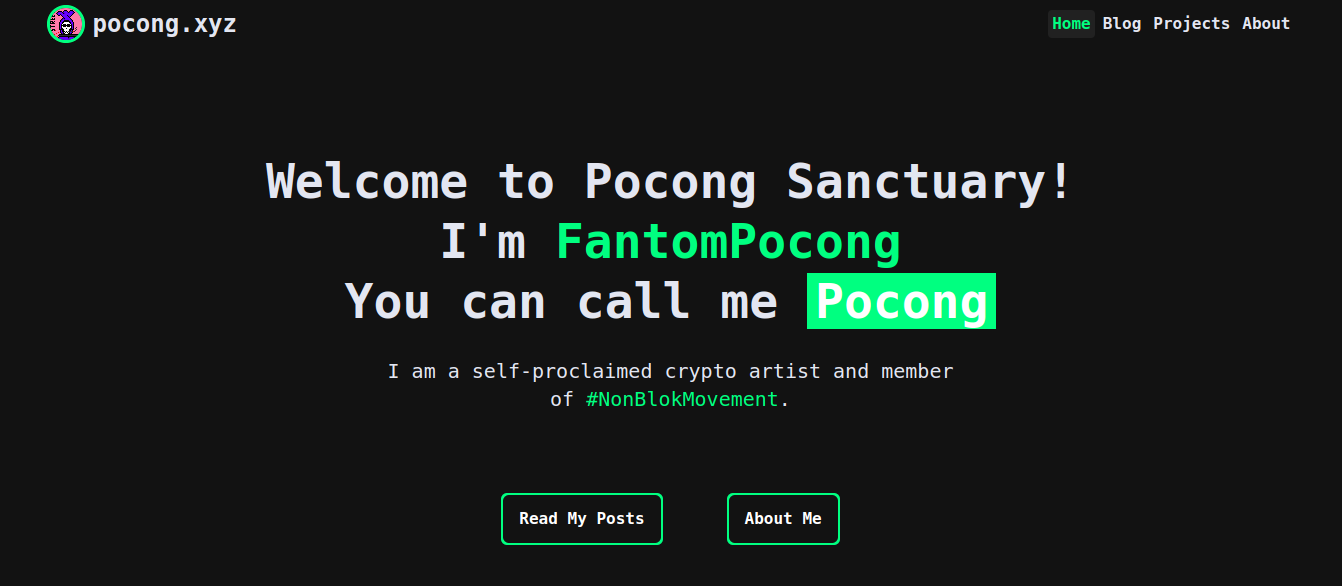 pocong.xyz
Home Blog Projects About
Welcome to Pocong Sanctuary!
I'm FantomPocong
You can call me Pocong
I am a self-proclaimed crypto artist and member
of #NonBlokMovement.
Read My Posts
About Me